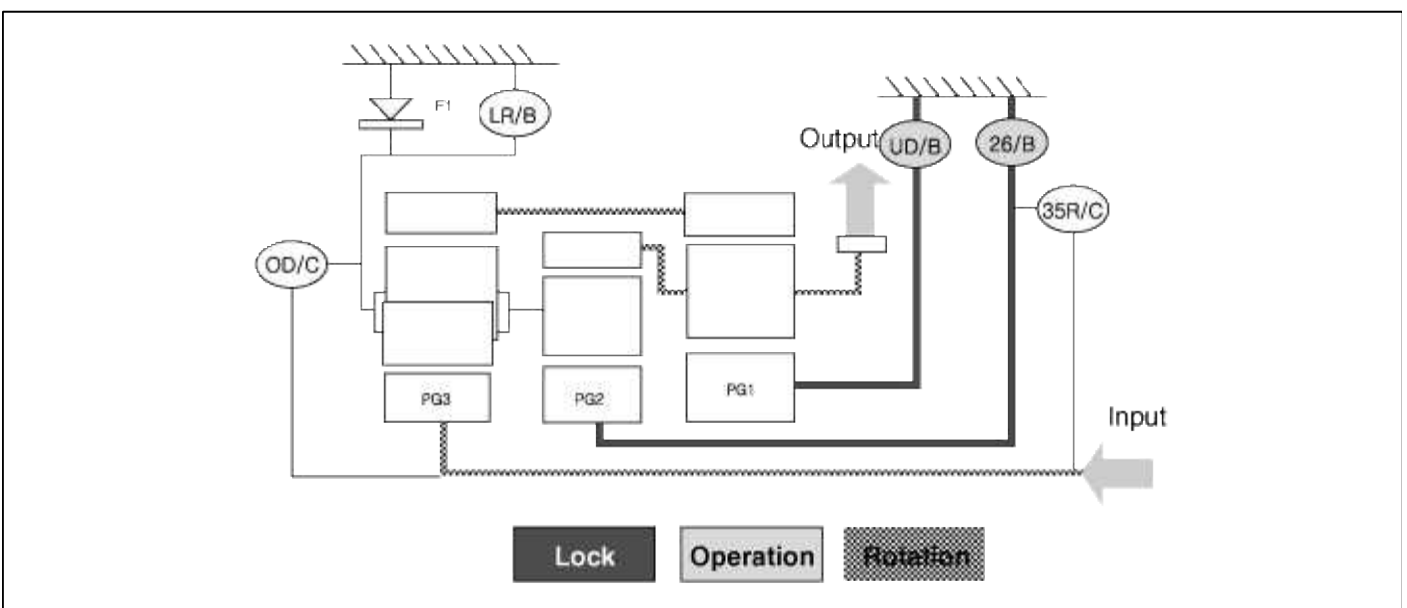 F1
LR/B
Output
UD/B
26/B
35R/C
OD/C
PG3
PG2
PG1
Input
Lock
Operation
Rotation